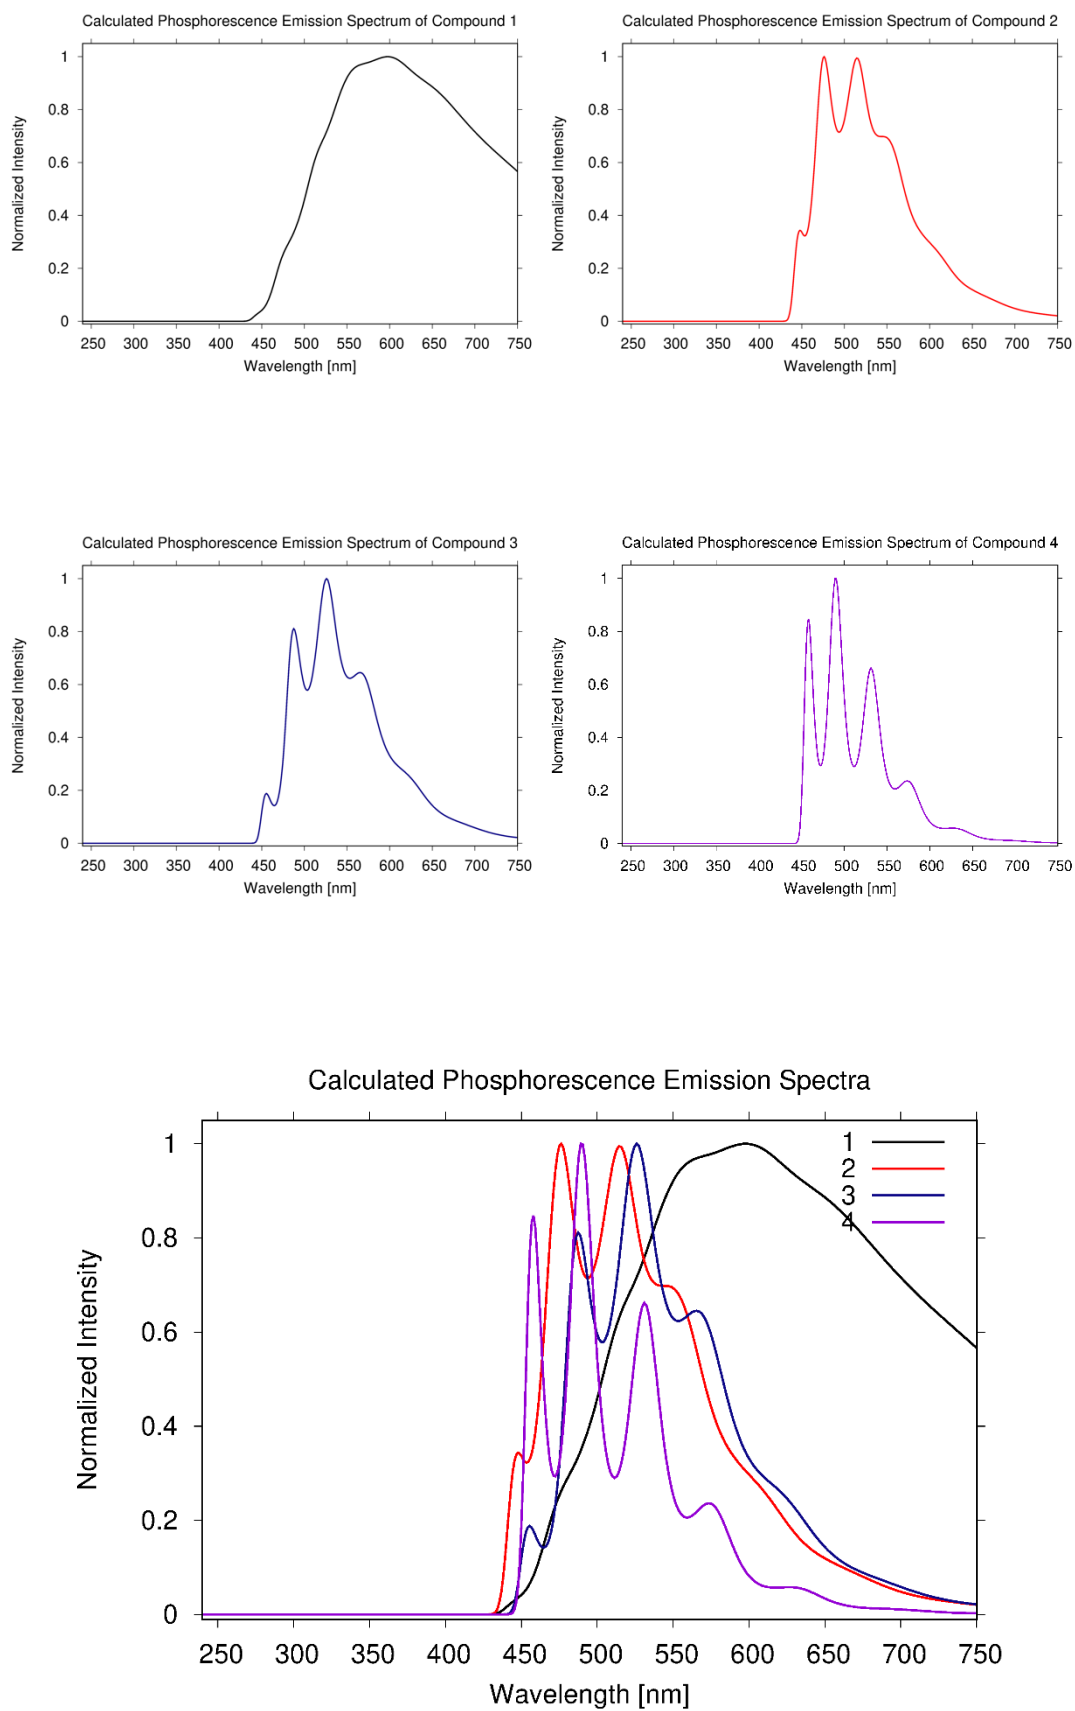 Calculated Phosphorescence Emission Spectrum of Compound 1
1
0.8
0.6
0.4
0.2
0
Normalized Intensity
250 300 350 400 450 500 550 600 650 700 750
Wavelength [nm]
Calculated Phosphorescence Emission Spectrum of Compound 2
1
0.8
0.6
0.4
0.2
0
Normalized Intensity
250 300 350 400 450 500 550 600 650 700 750
Wavelength [nm]
Calculated Phosphorescence Emission Spectrum of Compound 3
1
0.8
0.6
0.4
0.2
0
Normalized Intensity
250 300 350 400 450 500 550 600 650 700 750
Wavelength [nm]
Calculated Phosphorescence Emission Spectrum of Compound 4
1
0.8
0.6
0.4
0.2
0
Normalized Intensity
250 300 350 400 450 500 550 600 650 700 750
Wavelength [nm]
Calculated Phosphorescence Emission Spectra
1
0.8
0.6
0.4
0.2
0
Normalized Intensity
1
2
3
4
250 300 350 400 450 500 550 600 650 700 750
Wavelength [nm]